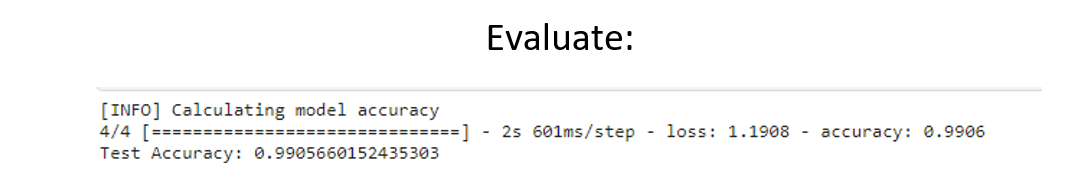 Evaluate:
[INFO] Calculating model accuracy
4/4 [==============================] - 2s 601ms/step - loss: 1.1908 - accuracy: 0.9906
Test Accuracy: 0.9905660152435303